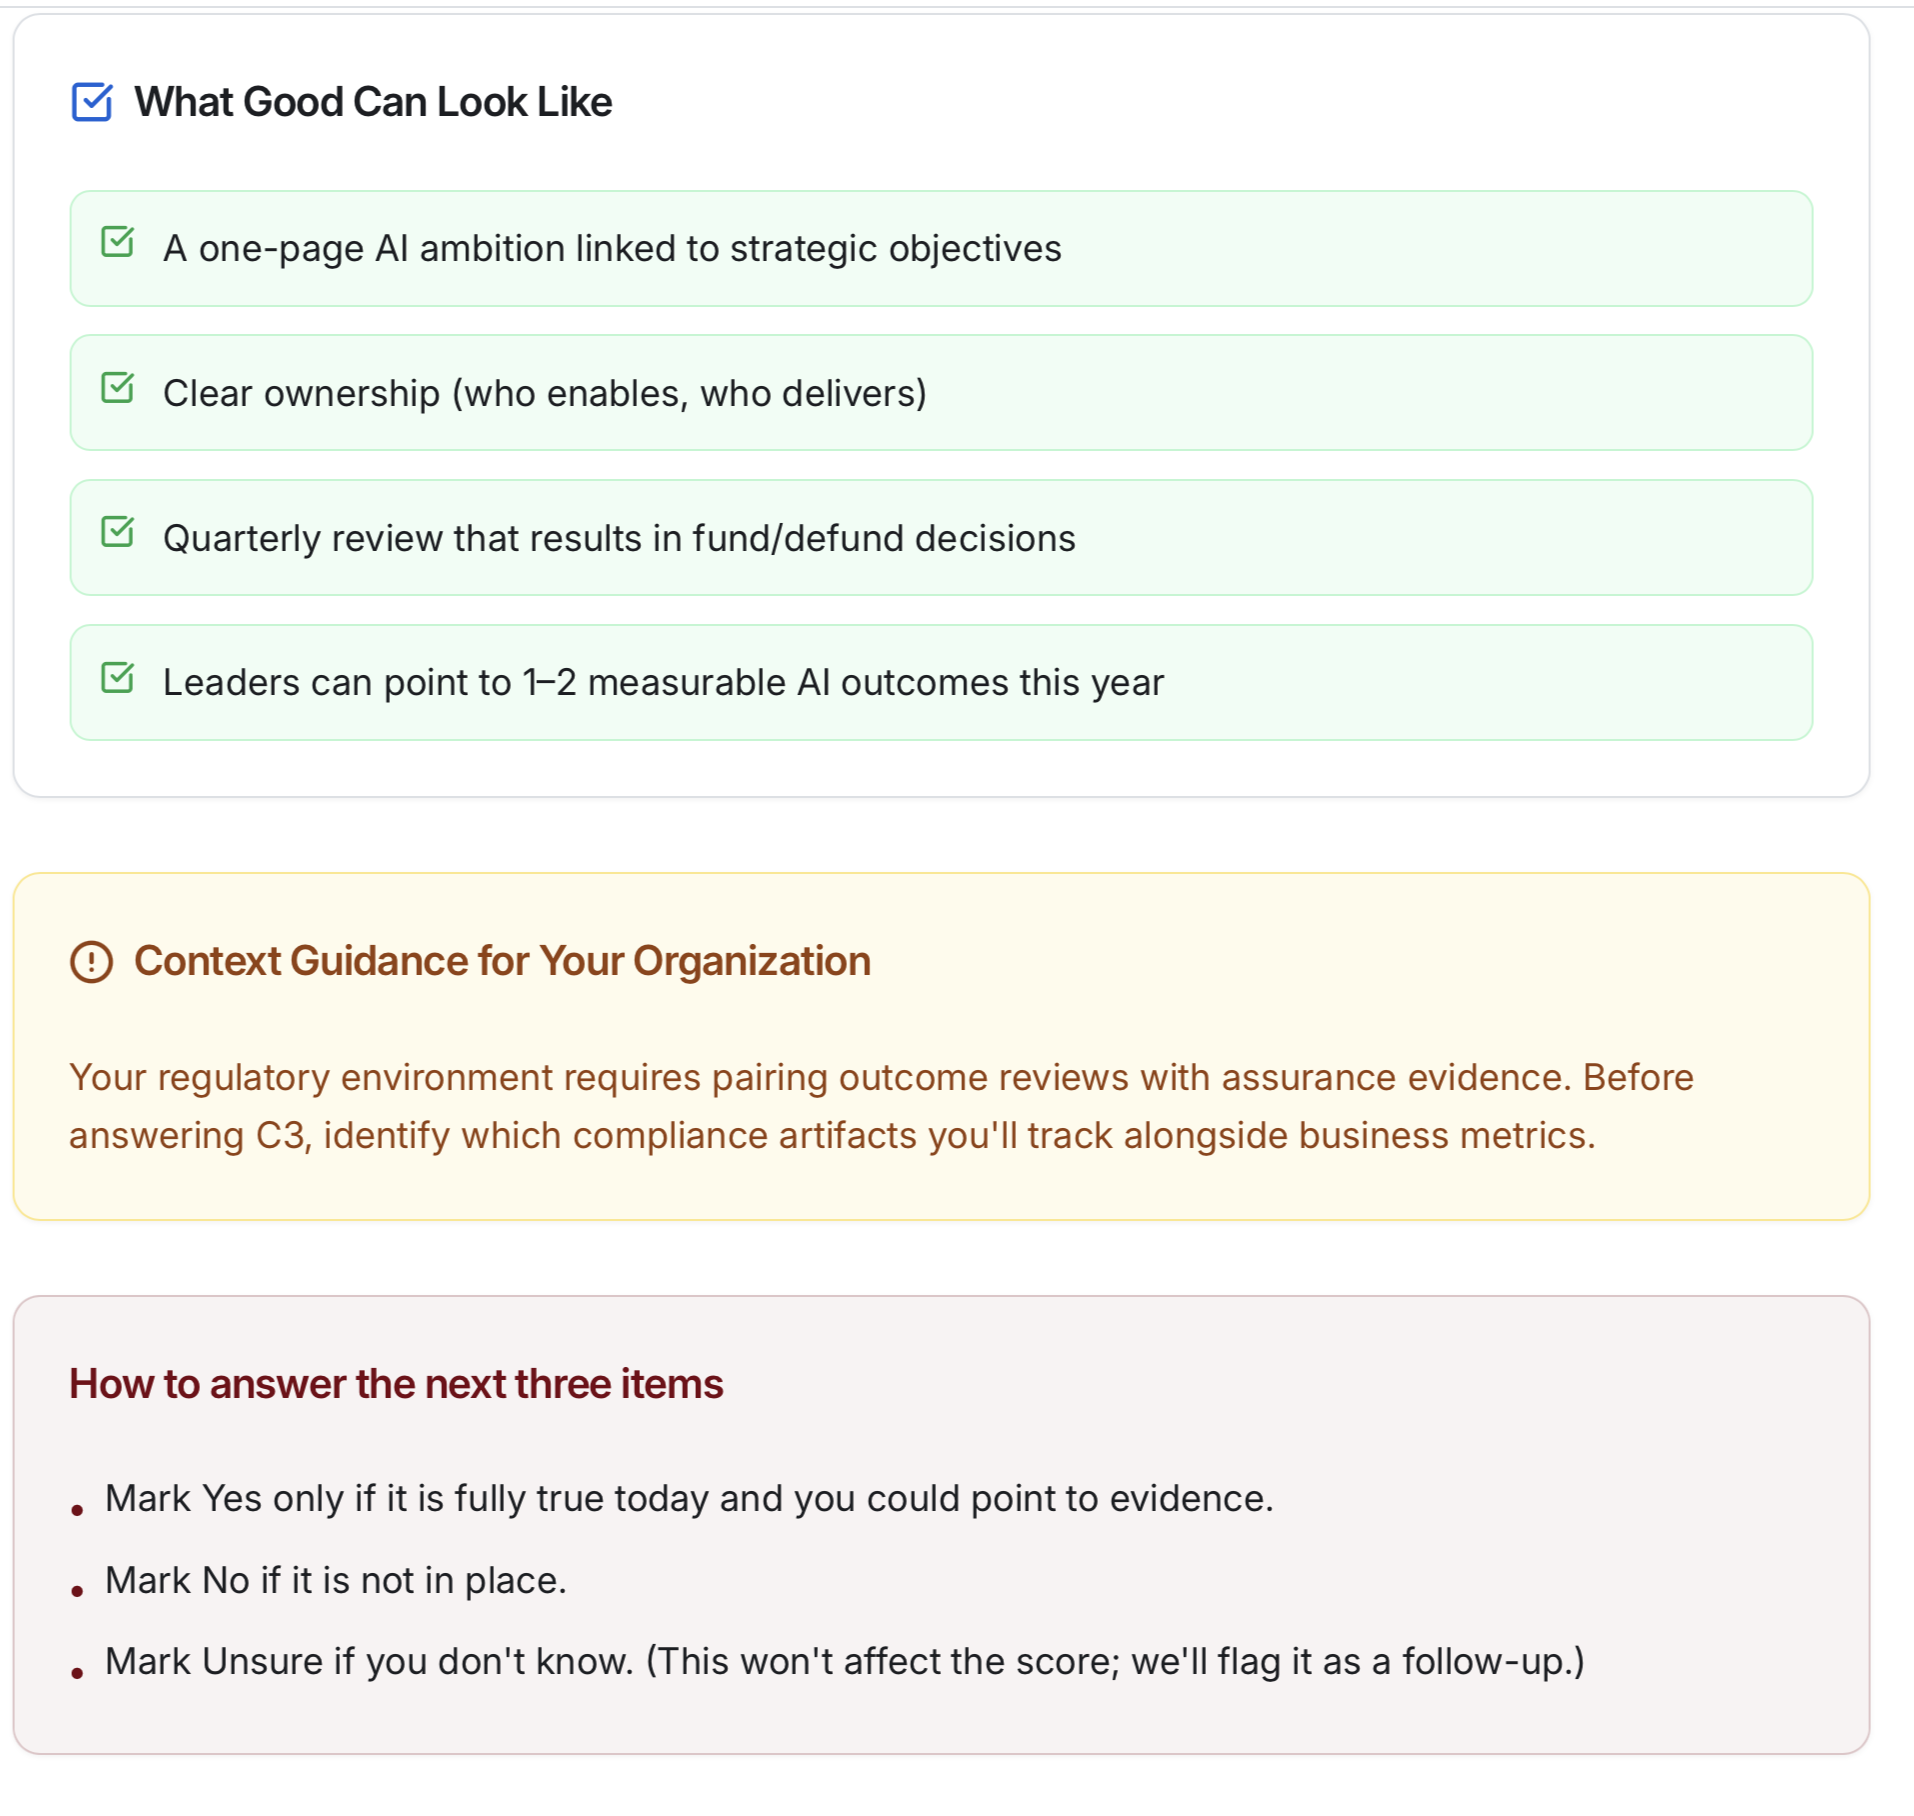 What Good Can Look Like
A one-page AI ambition linked to strategic objectives
Clear ownership (who enables, who delivers)
Quarterly review that results in fund/defund decisions
Leaders can point to 1–2 measurable AI outcomes this year
Context Guidance for Your Organization
Your regulatory environment requires pairing outcome reviews with assurance evidence. Before
answering C3, identify which compliance artifacts you'll track alongside business metrics.
How to answer the next three items
• Mark Yes only if it is fully true today and you could point to evidence.
• Mark No if it is not in place.
• Mark Unsure if you don't know. (This won't affect the score; we'll flag it as a follow-up.)